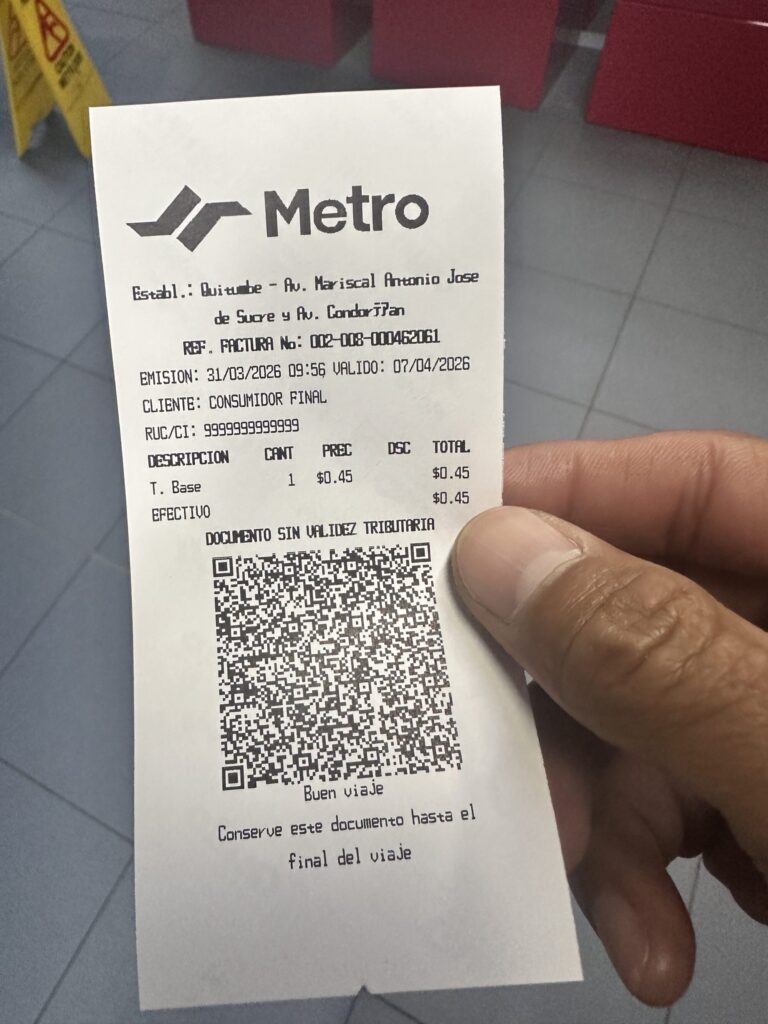 Metro
Establ.: Quitumbe - Av. Mariscal Antonio Jose
de Sucre y Av. Condor77an
REF. FACTURA No: 002-008-000462061
EMISION: 31/03/2026 09:56 VALIDO: 07/04/2026
CLIENTE: CONSUMIDOR FINAL
RUC/CI: 9999999999999
DESCRIPCION CANT PREC DSC TOTAL
T. Base 1 $0.45 $0.45
EFECTIVO $0.45
DOCUMENTO SIN VALIDEZ TRIBUTARIA
Buen viaje
Conserve este documento hasta el
final del viaje